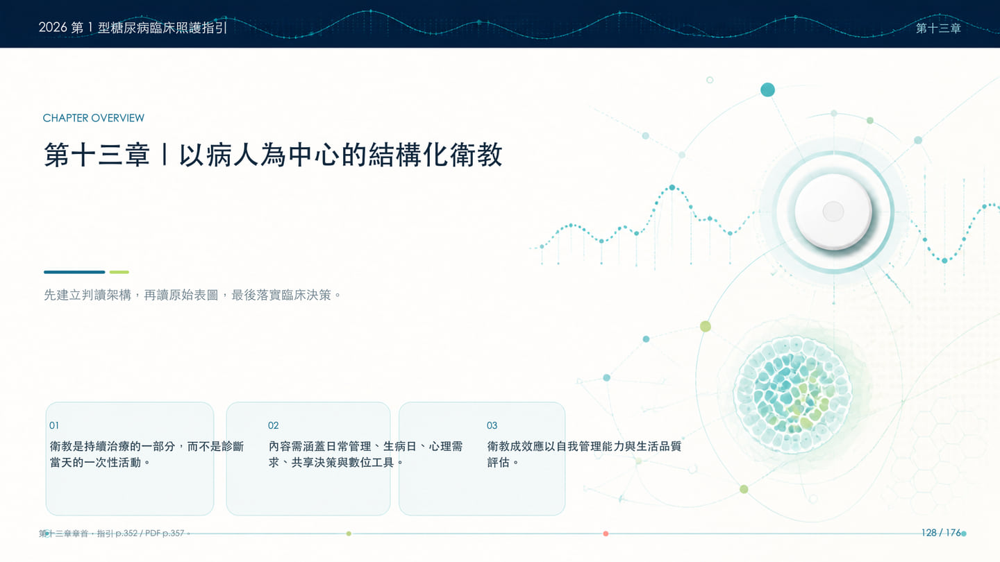 2026 第 1 型糖尿病臨床照護指引
第十三章
CHAPTER OVERVIEW
第十三章｜以病人為中心的結構化衛教
先建立判讀架構，再讀原始表圖，最後落實臨床決策。
01
衛教是持續治療的一部分，而不是診斷
當天的一次性活動。
02
內容需涵蓋日常管理、生病日、心理需
求、共享決策與數位工具。
03
衛教成效應以自我管理能力與生活品質
評估。
第十三章章首，指引 p.352 / PDF p.357。
128 / 176